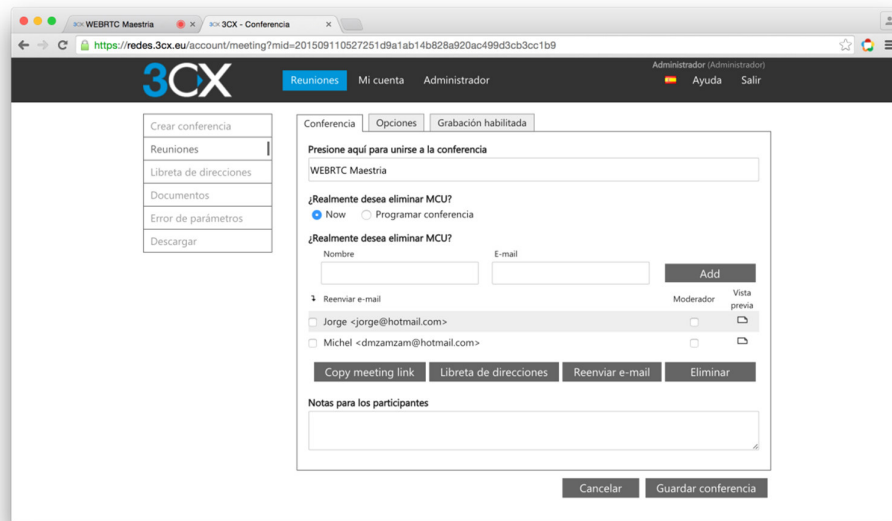 WEBRTC Maestria
3CX - Conferencia
https://redes.3cx.eu/account/meeting?mid=201509110527251d9a1ab14b828a920ac499d3cb3cc1b9
Administrador (Administrador)
3CX
Reuniones Mi cuenta Administrador Ayuda Salir
Crear conferencia
Reuniones
Libreta de direcciones
Documentos
Error de parámetros
Descargar
Conferencia Opciones Grabación habilitada
Presione aquí para unirse a la conferencia
WEBRTC Maestria
¿Realmente desea eliminar MCU?
Now Programar conferencia
¿Realmente desea eliminar MCU?
Nombre E-mail
Add
Reenviar e-mail Moderador Vista previa
Jorge <jorge@hotmail.com>
Michel <dmzamzam@hotmail.com>
Copy meeting link Libreta de direcciones Reenviar e-mail Eliminar
Notas para los participantes
Cancelar Guardar conferencia